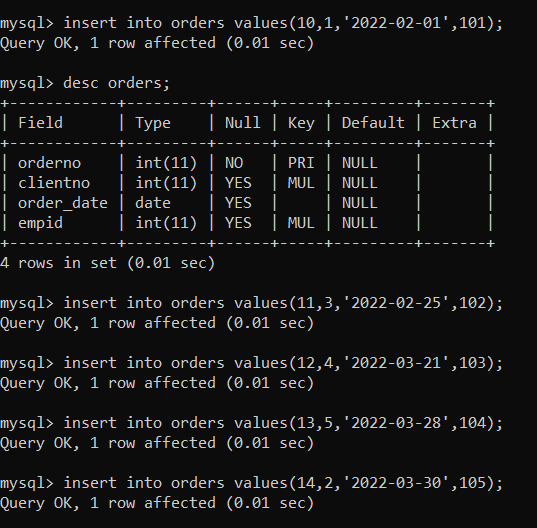 mysql> insert into orders values(10,1,'2022-02-01',101);
Query OK, 1 row affected (0.01 sec)
mysql> desc orders;
+------------+---------+------+-----+---------+-------+
| Field      | Type    | Null | Key | Default | Extra |
+------------+---------+------+-----+---------+-------+
| orderno    | int(11) | NO   | PRI | NULL    |       |
| clientno   | int(11) | YES  | MUL | NULL    |       |
| order_date | date    | YES  |     | NULL    |       |
| empid      | int(11) | YES  | MUL | NULL    |       |
+------------+---------+------+-----+---------+-------+
4 rows in set (0.01 sec)
mysql> insert into orders values(11,3,'2022-02-25',102);
Query OK, 1 row affected (0.01 sec)
mysql> insert into orders values(12,4,'2022-03-21',103);
Query OK, 1 row affected (0.01 sec)
mysql> insert into orders values(13,5,'2022-03-28',104);
Query OK, 1 row affected (0.01 sec)
mysql> insert into orders values(14,2,'2022-03-30',105);
Query OK, 1 row affected (0.01 sec)